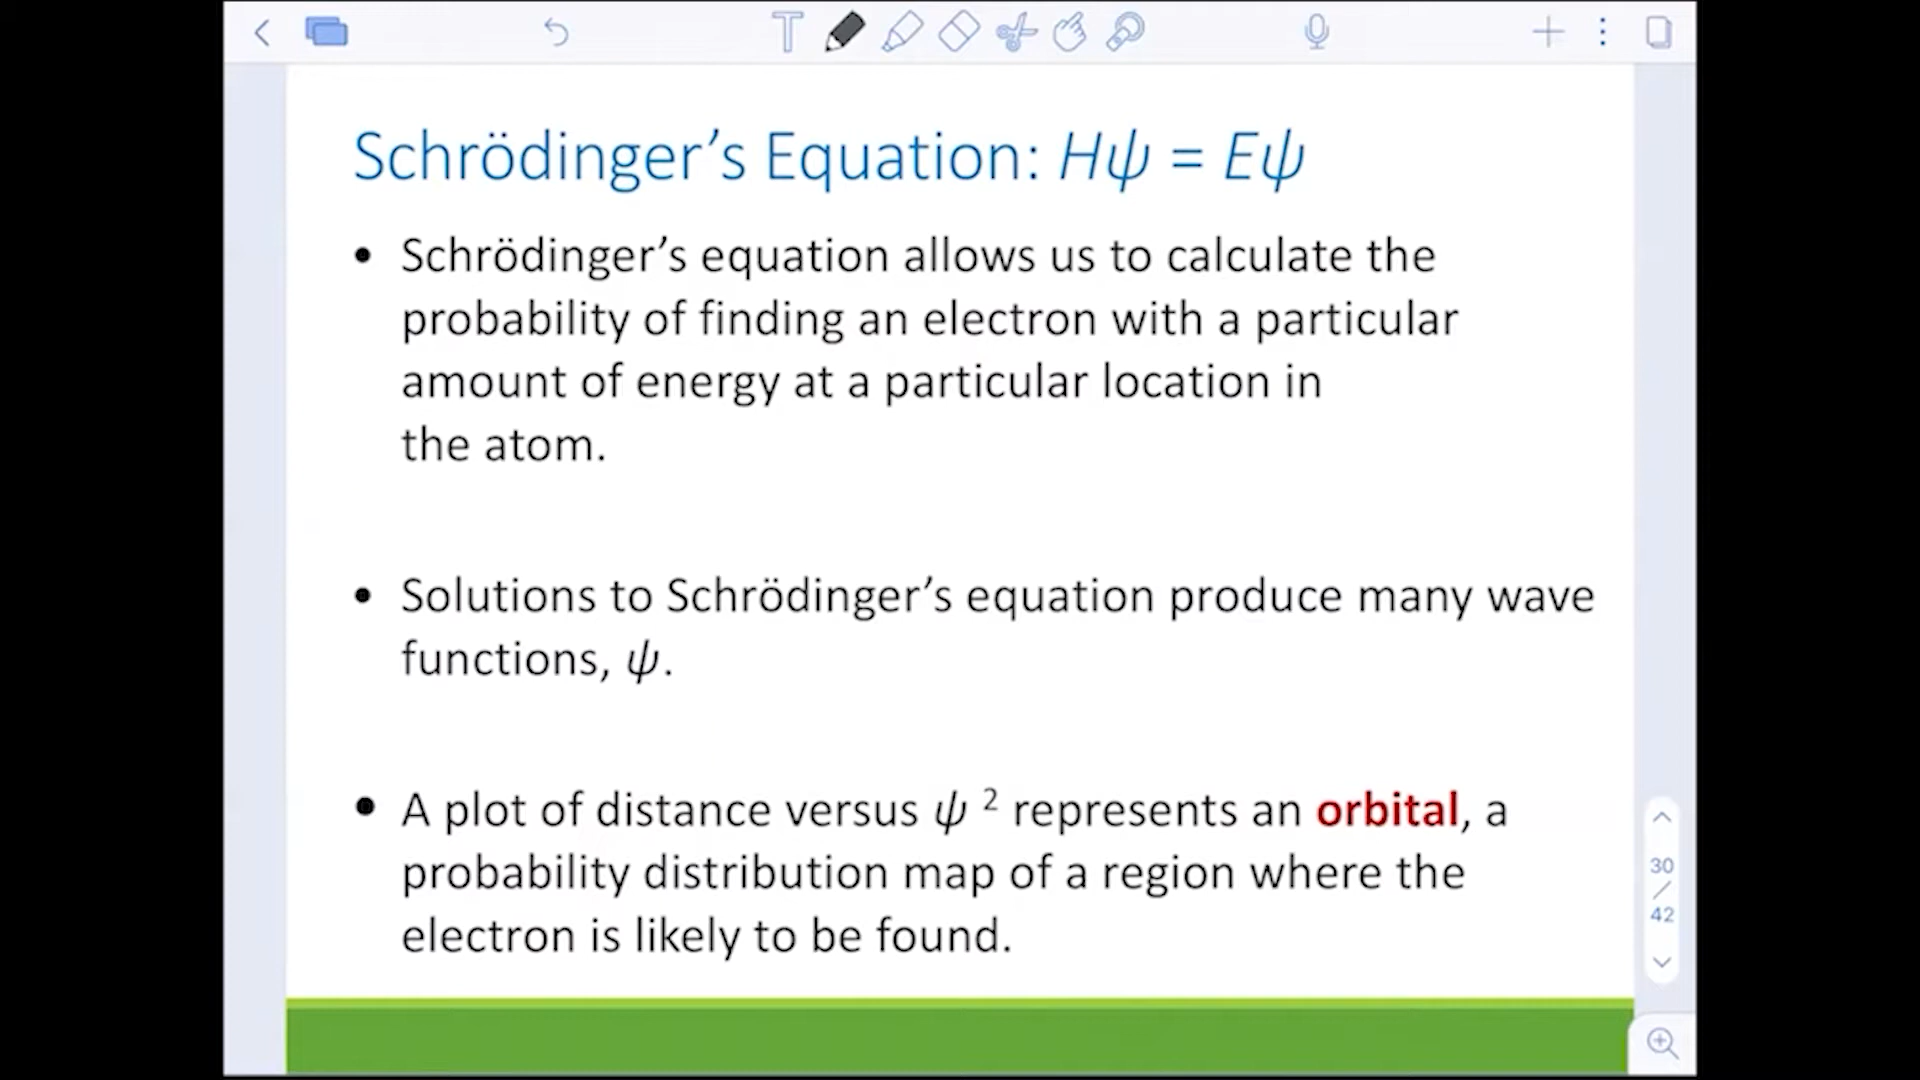 Schrödinger’s Equation: Hψ = Eψ
• Schrödinger’s equation allows us to calculate the
probability of finding an electron with a particular
amount of energy at a particular location in
the atom.
• Solutions to Schrödinger’s equation produce many wave
functions, ψ.
• A plot of distance versus ψ ² represents an orbital, a
probability distribution map of a region where the
electron is likely to be found.
30
/
42